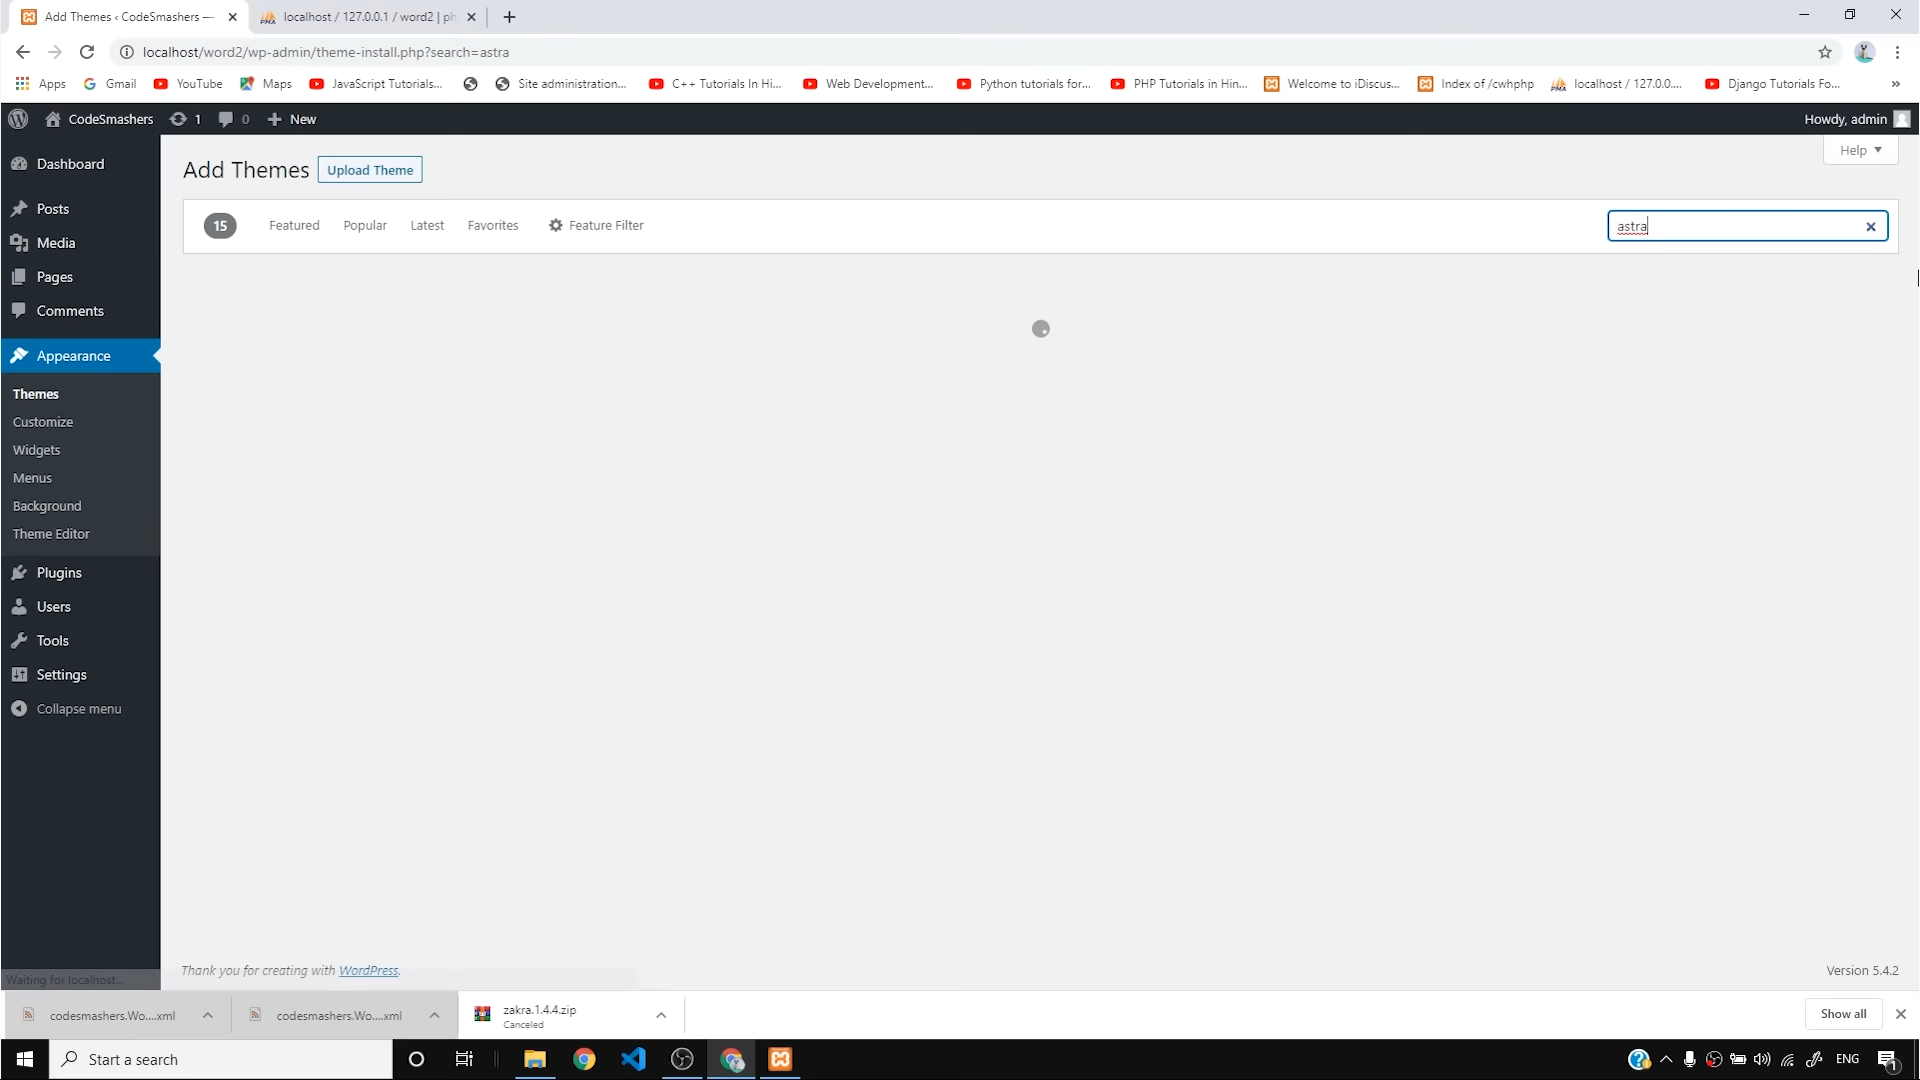 Add Themes ‹ CodeSmashers —
localhost / 127.0.0.1 / word2 | ph
localhost/word2/wp-admin/theme-install.php?search=astra
Apps
Gmail
YouTube
Maps
JavaScript Tutorials...
Site administration...
C++ Tutorials In Hi...
Web Development...
Python tutorials for...
PHP Tutorials in Hin...
Welcome to iDiscus...
Index of /cwhphp
localhost / 127.0.0....
Django Tutorials Fo...
»
CodeSmashers
1
0
New
Howdy, admin
Dashboard
Posts
Media
Pages
Comments
Appearance
Themes
Customize
Widgets
Menus
Background
Theme Editor
Plugins
Users
Tools
Settings
Collapse menu
Help
Add Themes
Upload Theme
15
Featured
Popular
Latest
Favorites
Feature Filter
astra
Thank you for creating with WordPress.
Version 5.4.2
Waiting for localhost...
codesmashers.Wo....xml
codesmashers.Wo....xml
zakra.1.4.4.zip
Canceled
Show all
Start a search
ENG
1